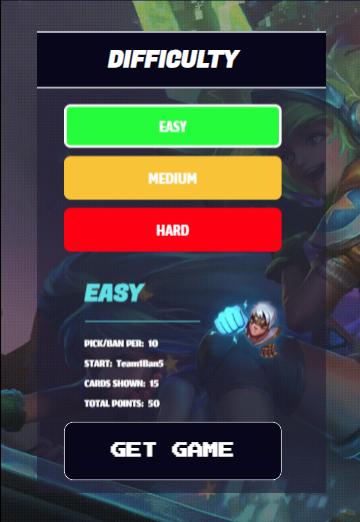 DIFFICULTY
EASY
MEDIUM
HARD
EASY
PICK/BAN PER: 10
START: Team1Ban5
CARDS SHOWN: 15
TOTAL POINTS: 50
GET GAME